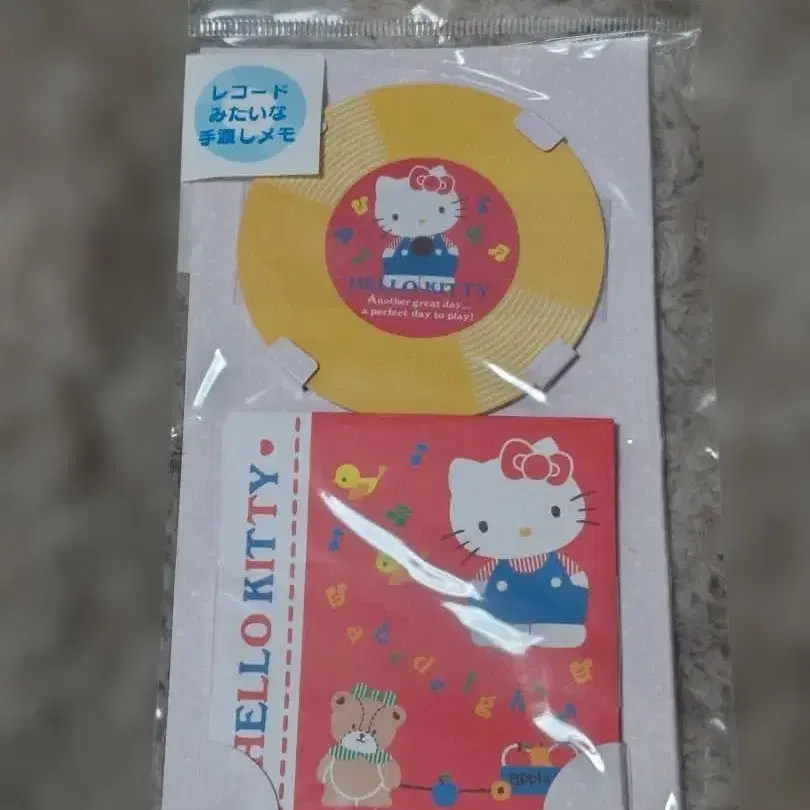 レコード
みたいな
手渡しメモ
HELLO KITTY
Another great day...
a perfect day to play!
HELLO KITTY
a c d e d e f g h
apple